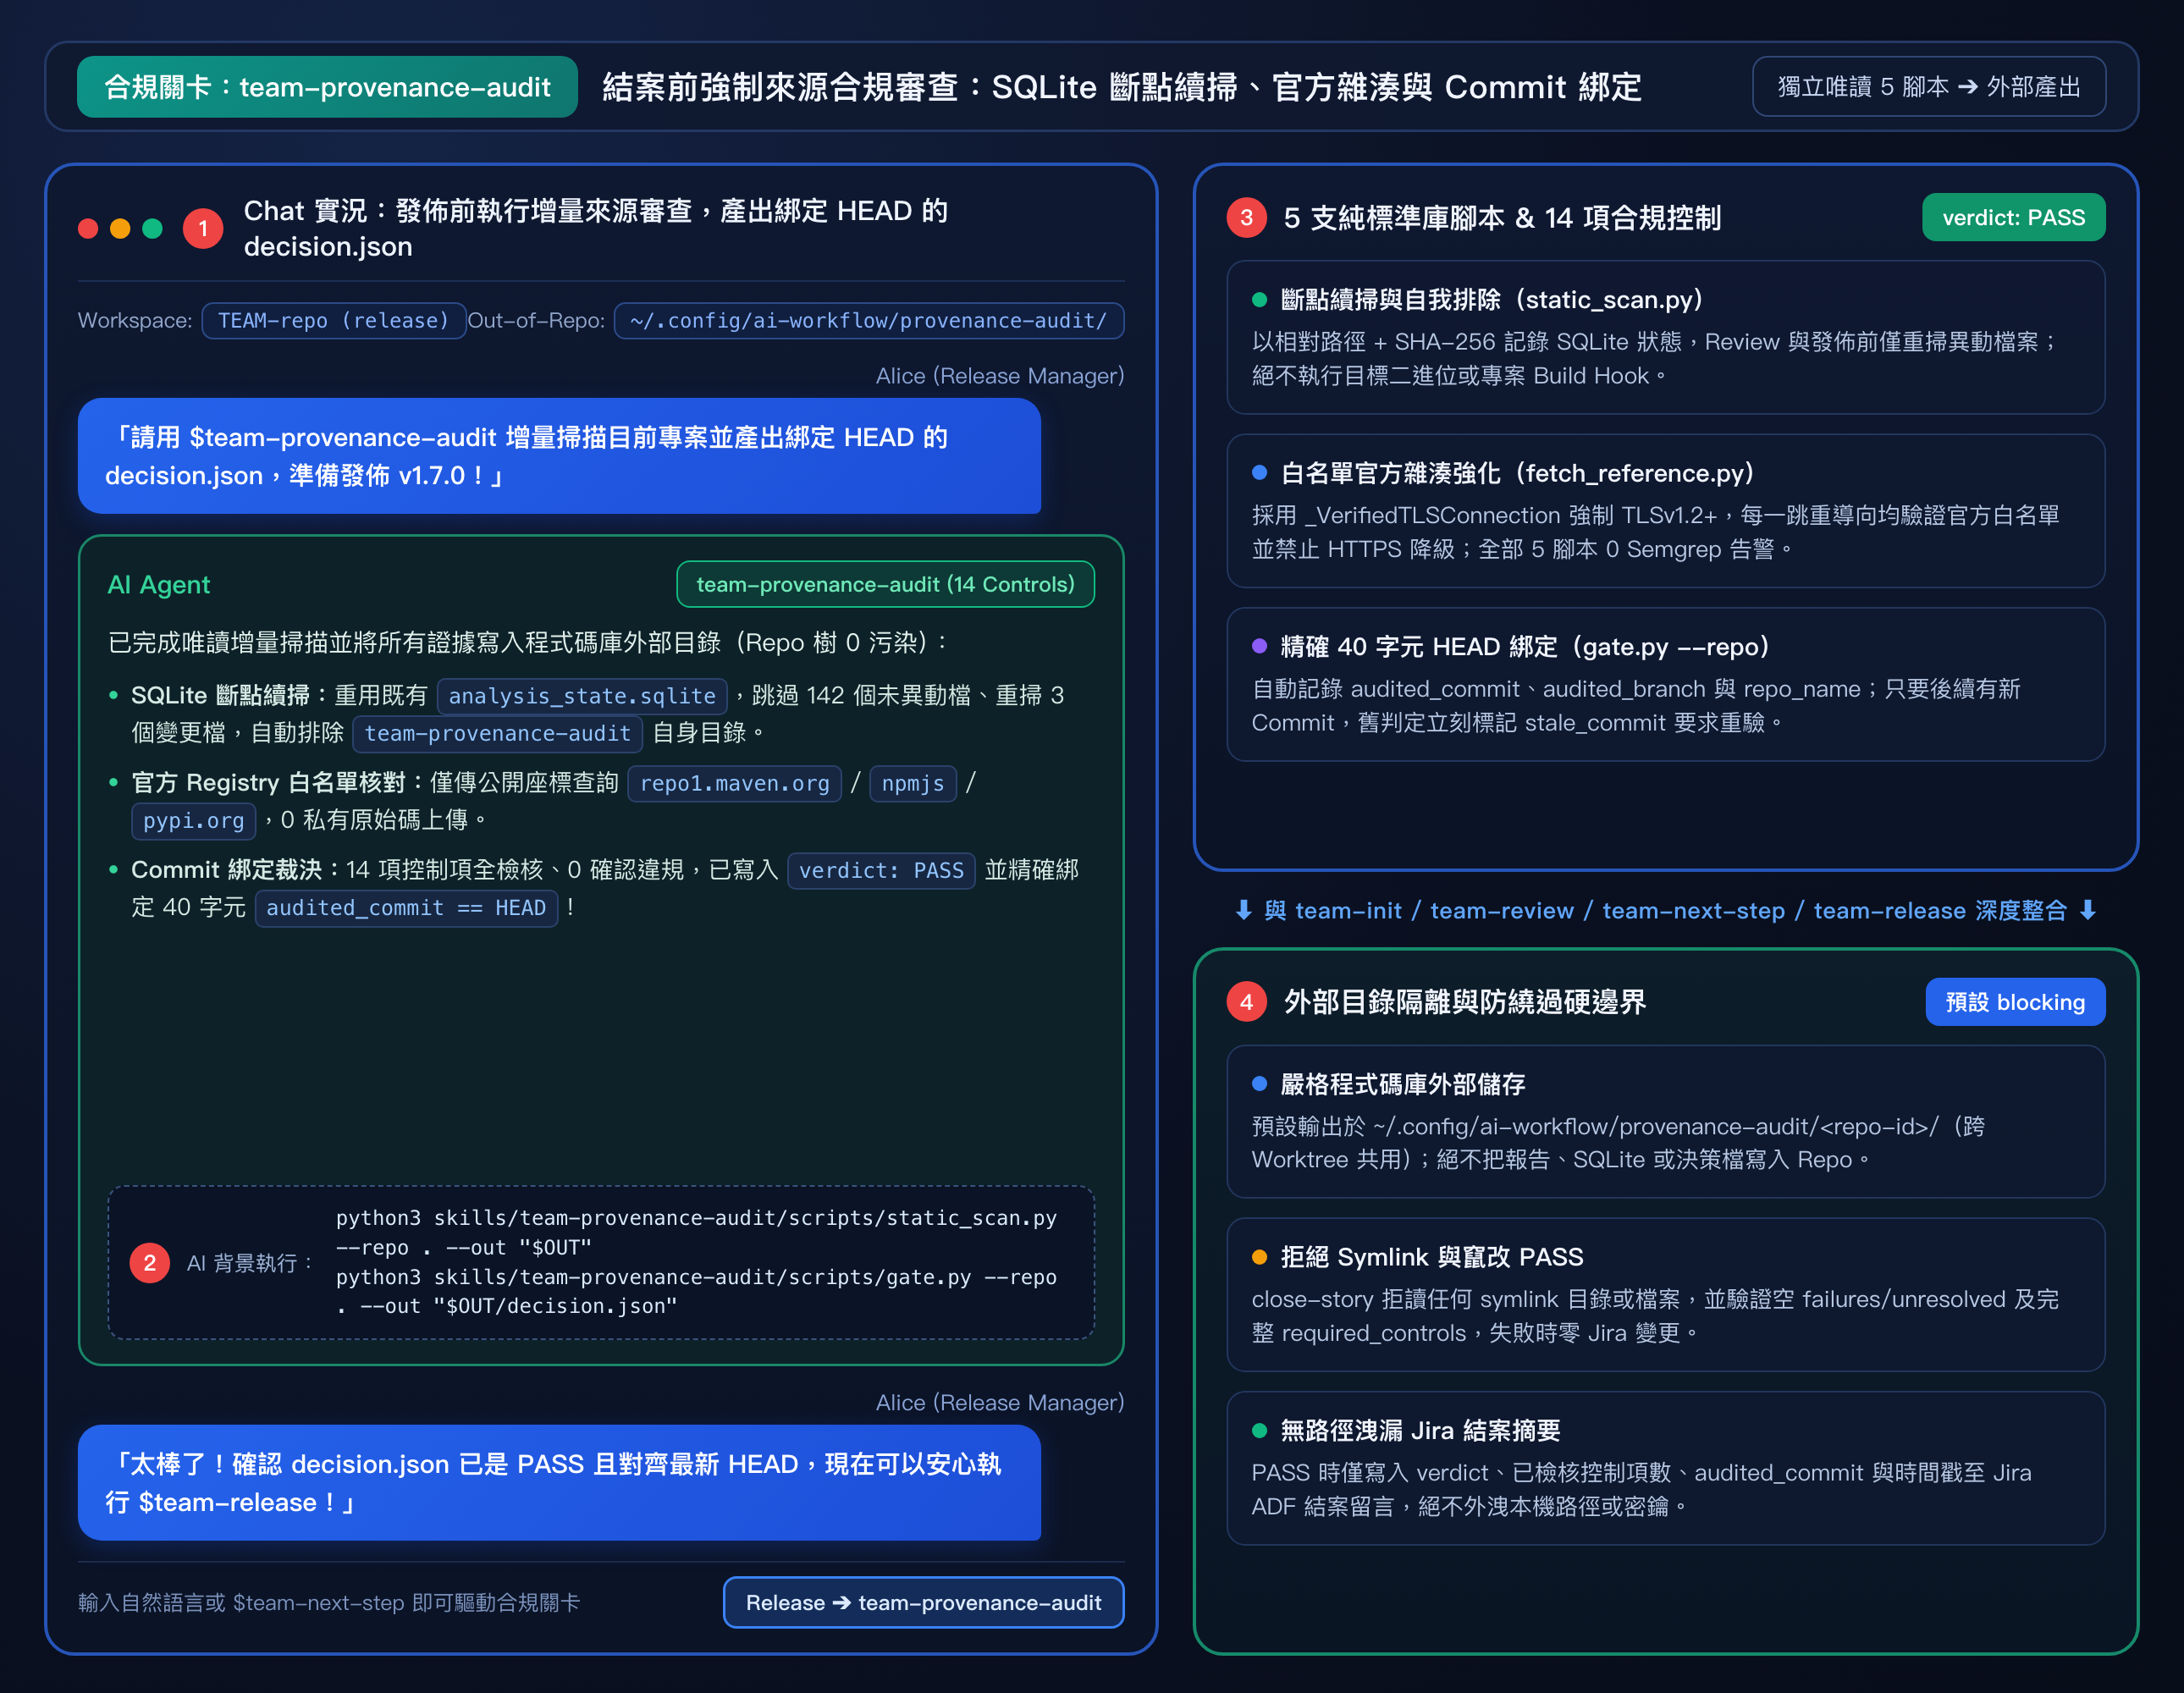 合規關卡：team-provenance-audit
結案前強制來源合規審查：SQLite 斷點續掃、官方雜湊與 Commit 綁定
獨立唯讀 5 腳本 ➔ 外部產出
1
Chat 實況：發佈前執行增量來源審查，產出綁定 HEAD 的
decision.json
Workspace: TEAM-repo (release) Out-of-Repo: ~/.config/ai-workflow/provenance-audit/
Alice (Release Manager)
「請用 $team-provenance-audit 增量掃描目前專案並產出綁定 HEAD 的
decision.json，準備發佈 v1.7.0！」
AI Agent
team-provenance-audit (14 Controls)
已完成唯讀增量掃描並將所有證據寫入程式碼庫外部目錄（Repo 樹 0 污染）：
• SQLite 斷點續掃：重用既有 analysis_state.sqlite ，跳過 142 個未異動檔、重掃 3
個變更檔，自動排除 team-provenance-audit 自身目錄。
• 官方 Registry 白名單核對：僅傳公開座標查詢 repo1.maven.org / npmjs /
pypi.org ，0 私有原始碼上傳。
• Commit 綁定裁決：14 項控制項全檢核、0 確認違規，已寫入 verdict: PASS 並精確綁
定 40 字元 audited_commit == HEAD ！
2
AI 背景執行：
python3 skills/team-provenance-audit/scripts/static_scan.py
--repo . --out "$OUT"
python3 skills/team-provenance-audit/scripts/gate.py --repo
. --out "$OUT/decision.json"
Alice (Release Manager)
「太棒了！確認 decision.json 已是 PASS 且對齊最新 HEAD，現在可以安心執
行 $team-release！」
輸入自然語言或 $team-next-step 即可驅動合規關卡
Release ➔ team-provenance-audit
3
5 支純標準庫腳本 & 14 項合規控制
verdict: PASS
斷點續掃與自我排除（static_scan.py）
以相對路徑 + SHA-256 記錄 SQLite 狀態，Review 與發佈前僅重掃異動檔案；
絕不執行目標二進位或專案 Build Hook。
白名單官方雜湊強化（fetch_reference.py）
採用 _VerifiedTLSConnection 強制 TLSv1.2+，每一跳重導向均驗證官方白名單
並禁止 HTTPS 降級；全部 5 腳本 0 Semgrep 告警。
精確 40 字元 HEAD 綁定（gate.py --repo）
自動記錄 audited_commit、audited_branch 與 repo_name；只要後續有新
Commit，舊判定立刻標記 stale_commit 要求重驗。
⬇ 與 team-init / team-review / team-next-step / team-release 深度整合 ⬇
4
外部目錄隔離與防繞過硬邊界
預設 blocking
嚴格程式碼庫外部儲存
預設輸出於 ~/.config/ai-workflow/provenance-audit/<repo-id>/（跨
Worktree 共用）；絕不把報告、SQLite 或決策檔寫入 Repo。
拒絕 Symlink 與竄改 PASS
close-story 拒讀任何 symlink 目錄或檔案，並驗證空 failures/unresolved 及完
整 required_controls，失敗時零 Jira 變更。
無路徑洩漏 Jira 結案摘要
PASS 時僅寫入 verdict、已檢核控制項數、audited_commit 與時間戳至 Jira
ADF 結案留言，絕不外洩本機路徑或密鑰。